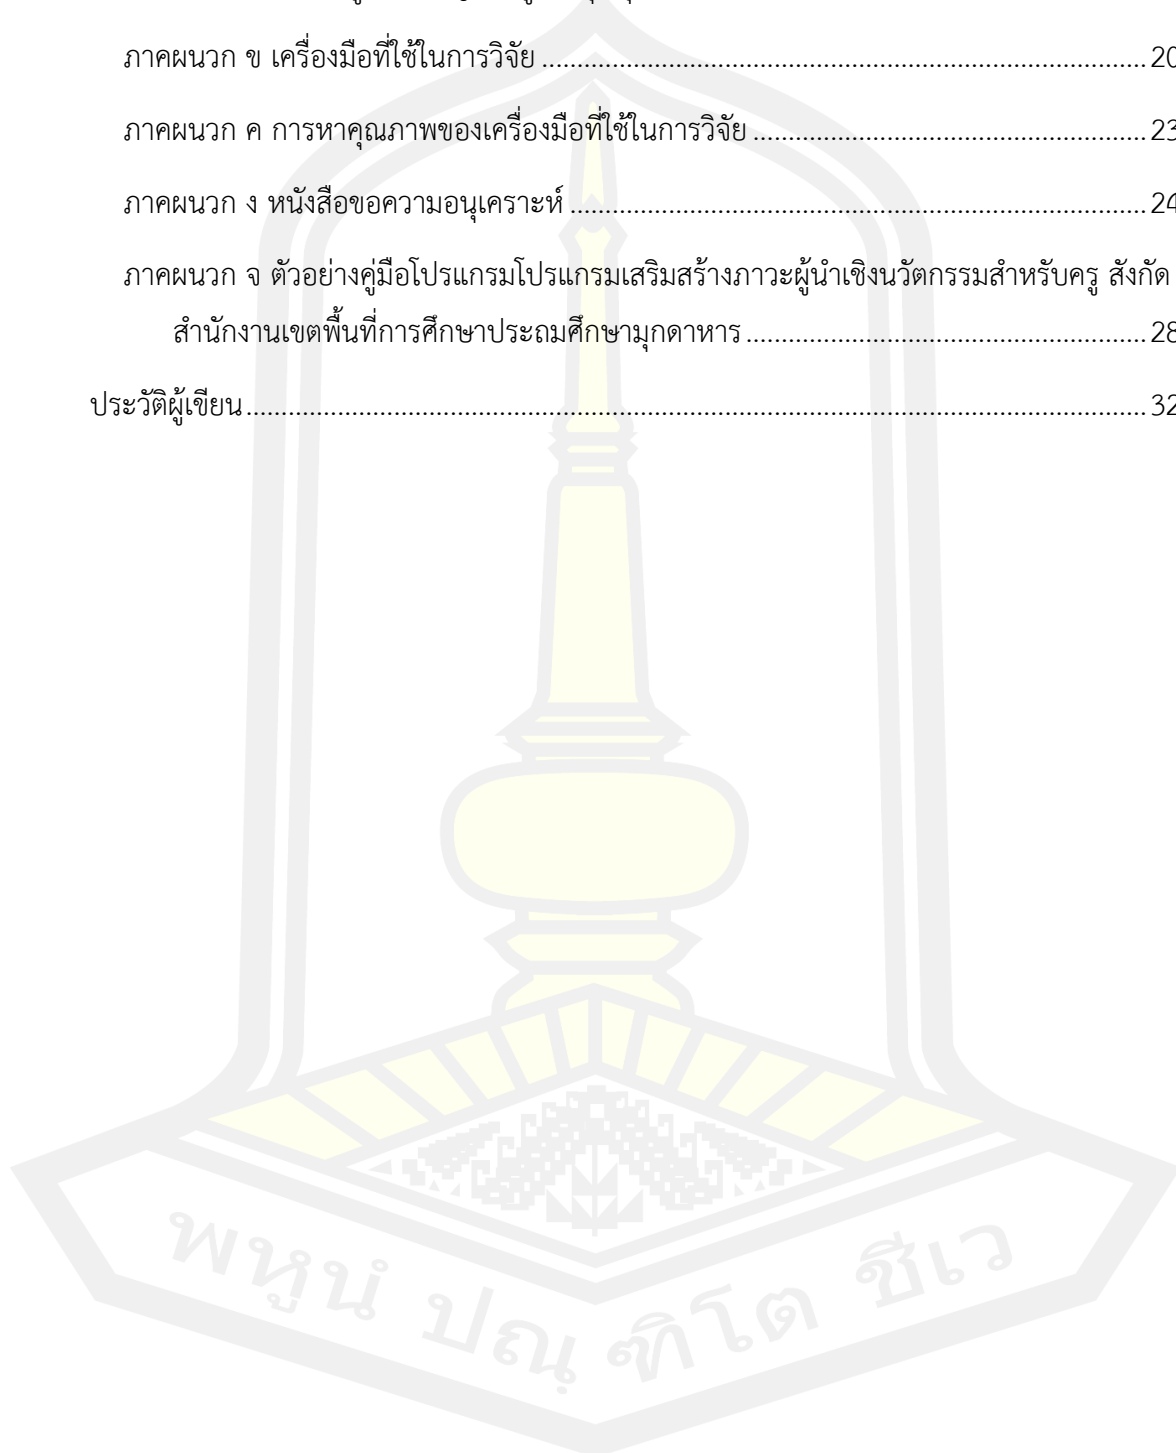 ภาคผนวก ข เครื่องมือที่ใช้ในการวิจัย ........................................ 20
ภาคผนวก ค การหาคุณภาพของเครื่องมือที่ใช้ในการวิจัย ........................................ 23
ภาคผนวก ง หนังสือขอความอนุเคราะห์ ........................................ 24
ภาคผนวก จ ตัวอย่างคู่มือโปรแกรมโปรแกรมเสริมสร้างภาวะผู้นำเชิงนวัตกรรมสำหรับครู สังกัด
สำนักงานเขตพื้นที่การศึกษาประถมศึกษามุกดาหาร ........................................ 28
ประวัติผู้เขียน ........................................ 32
พหูนํ ปณฺฑิโต ชีเว